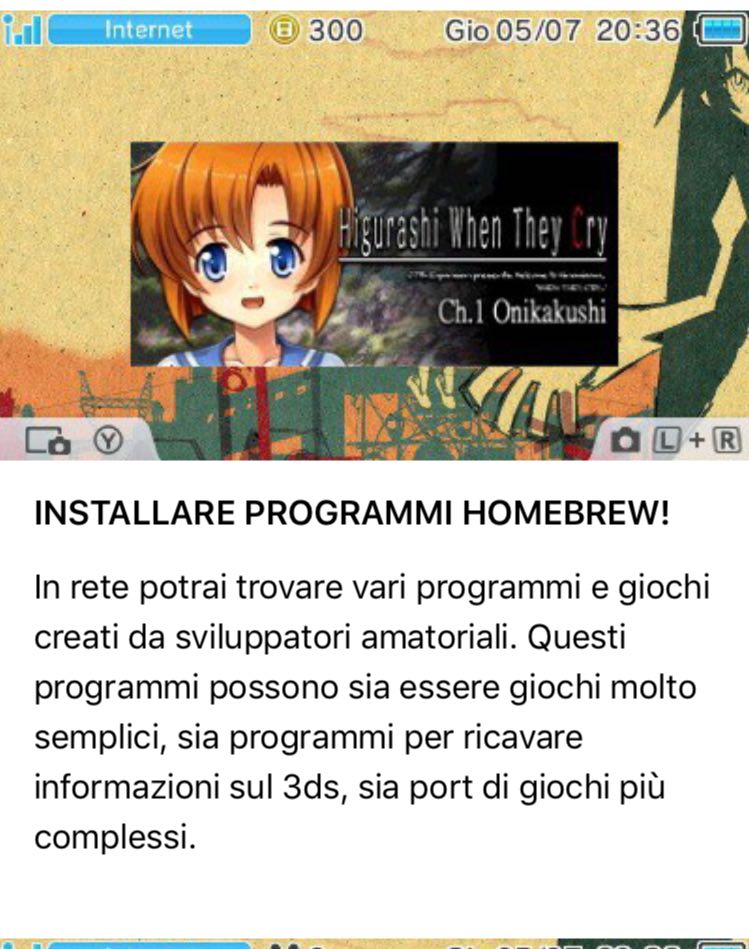 Internet 300 Gio 05/07 20:36
Higurashi When They Cry
Ch.1 Onikakushi
Y L + R
INSTALLARE PROGRAMMI HOMEBREW!
In rete potrai trovare vari programmi e giochi
creati da sviluppatori amatoriali. Questi
programmi possono sia essere giochi molto
semplici, sia programmi per ricavare
informazioni sul 3ds, sia port di giochi più
complessi.